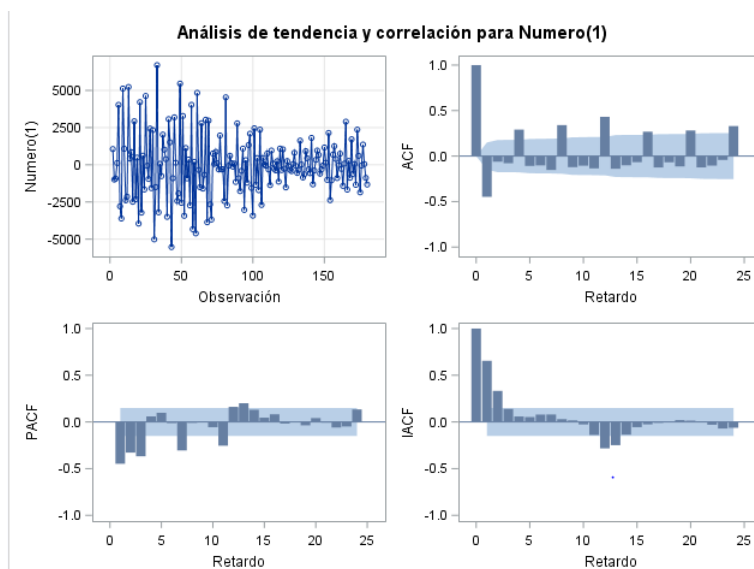 Análisis de tendencia y correlación para Numero(1)
Numero(1)
5000
2500
0
-2500
-5000
0 50 100 150
Observación
ACF
1.0
0.5
0.0
-0.5
-1.0
0 5 10 15 20 25
Retardo
PACF
1.0
0.5
0.0
-0.5
-1.0
0 5 10 15 20 25
Retardo
IACF
1.0
0.5
0.0
-0.5
-1.0
0 5 10 15 20 25
Retardo